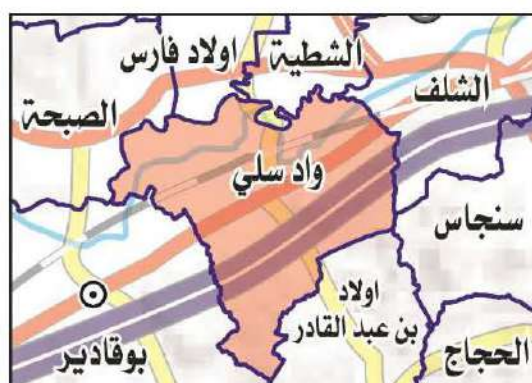 الشطية
اولاد فارس
الشلف
الصبحة
واد سلي
سنجاس
اولاد
بن عبد القادر
بوقادير
الحجاج